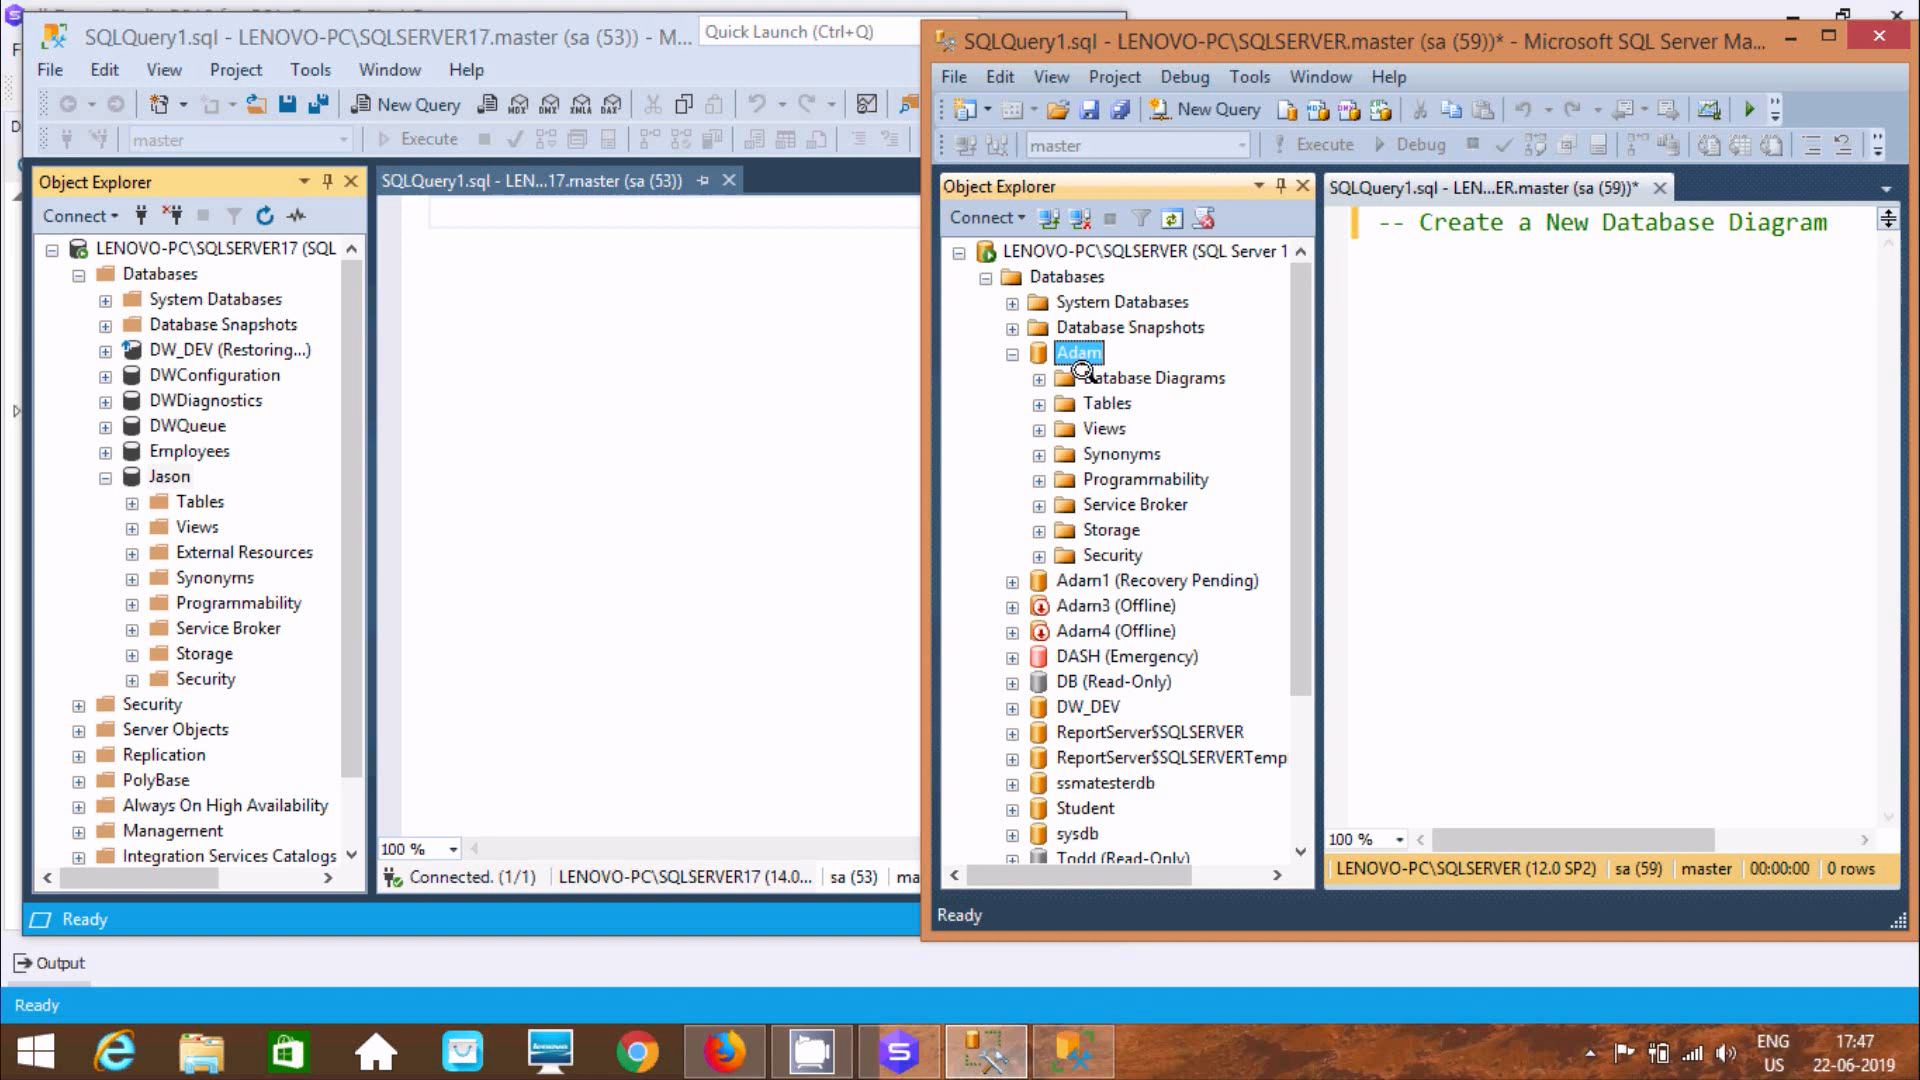 SQLQuery1.sql - LENOVO-PC\SQLSERVER17.master (sa (53)) - M...
Quick Launch (Ctrl+Q)
File Edit View Project Tools Window Help
New Query
MDX DMX XMLA DAX
master
Execute
Object Explorer
Connect
LENOVO-PC\SQLSERVER17 (SQL
Databases
System Databases
Database Snapshots
DW_DEV (Restoring...)
DWConfiguration
DWDiagnostics
DWQueue
Employees
Jason
Tables
Views
External Resources
Synonyms
Programmability
Service Broker
Storage
Security
Security
Server Objects
Replication
PolyBase
Always On High Availability
Management
Integration Services Catalogs
SQLQuery1.sql - LEN...17.master (sa (53))
100 %
Connected. (1/1)
LENOVO-PC\SQLSERVER17 (14.0...
sa (53)
ma
Ready
SQLQuery1.sql - LENOVO-PC\SQLSERVER.master (sa (59))* - Microsoft SQL Server Ma...
File Edit View Project Debug Tools Window Help
New Query
master
Execute
Debug
Object Explorer
Connect
LENOVO-PC\SQLSERVER (SQL Server 1
Databases
System Databases
Database Snapshots
Adam
Database Diagrams
Tables
Views
Synonyms
Programmability
Service Broker
Storage
Security
Adam1 (Recovery Pending)
Adam3 (Offline)
Adam4 (Offline)
DASH (Emergency)
DB (Read-Only)
DW_DEV
ReportServer$SQLSERVER
ReportServer$SQLSERVERTemp
ssmatesterdb
Student
sysdb
Todd (Read-Only)
SQLQuery1.sql - LEN...ER.master (sa (59))*
-- Create a New Database Diagram
100 %
LENOVO-PC\SQLSERVER (12.0 SP2)
sa (59)
master
00:00:00
0 rows
Ready
Output
Ready
ENG
US
17:47
22-06-2019